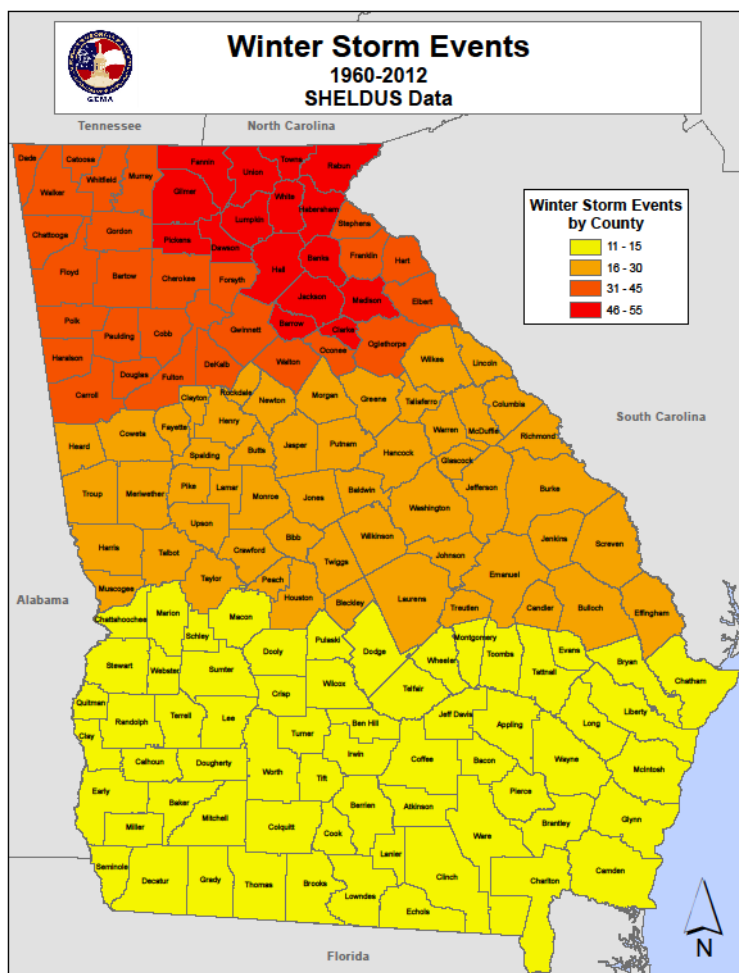 Winter Storm Events
1960-2012
SHELDUS Data
GEMA
Tennessee
North Carolina
Winter Storm Events
by County
11 - 15
16 - 30
31 - 45
46 - 55
Dade
Catoosa
Whitfield
Murray
Walker
Fannin
Union
Towns
Rabun
Gilmer
White
Habersham
Lumpkin
Chattooga
Gordon
Pickens
Dawson
Stephens
Floyd
Bartow
Cherokee
Forsyth
Hall
Banks
Franklin
Hart
Jackson
Madison
Elbert
Polk
Paulding
Cobb
Gwinnett
Barrow
Clarke
Oglethorpe
Haralson
Douglas
Fulton
DeKalb
Walton
Oconee
Wilkes
Lincoln
Carroll
Clayton
Rockdale
Newton
Morgan
Greene
Taliaferro
Columbia
McDuffie
Warren
Richmond
South Carolina
Heard
Coweta
Fayette
Henry
Spalding
Butts
Jasper
Putnam
Hancock
Glascock
Jefferson
Burke
Troup
Meriwether
Pike
Lamar
Monroe
Jones
Baldwin
Washington
Upson
Bibb
Wilkinson
Jenkins
Screven
Harris
Talbot
Crawford
Twiggs
Johnson
Emanuel
Alabama
Muscogee
Taylor
Peach
Houston
Bleckley
Laurens
Treutlen
Candler
Bulloch
Effingham
Chattahoochee
Marion
Schley
Macon
Dooly
Pulaski
Dodge
Wheeler
Montgomery
Toombs
Tattnall
Evans
Bryan
Chatham
Stewart
Webster
Sumter
Crisp
Wilcox
Telfair
Quitman
Randolph
Terrell
Lee
Turner
Ben Hill
Jeff Davis
Appling
Long
Liberty
Clay
Calhoun
Dougherty
Worth
Tift
Irwin
Coffee
Bacon
Wayne
McIntosh
Early
Baker
Mitchell
Berrien
Atkinson
Pierce
Miller
Colquitt
Cook
Ware
Brantley
Glynn
Seminole
Decatur
Grady
Thomas
Brooks
Lanier
Lowndes
Clinch
Echols
Charlton
Camden
N
Florida